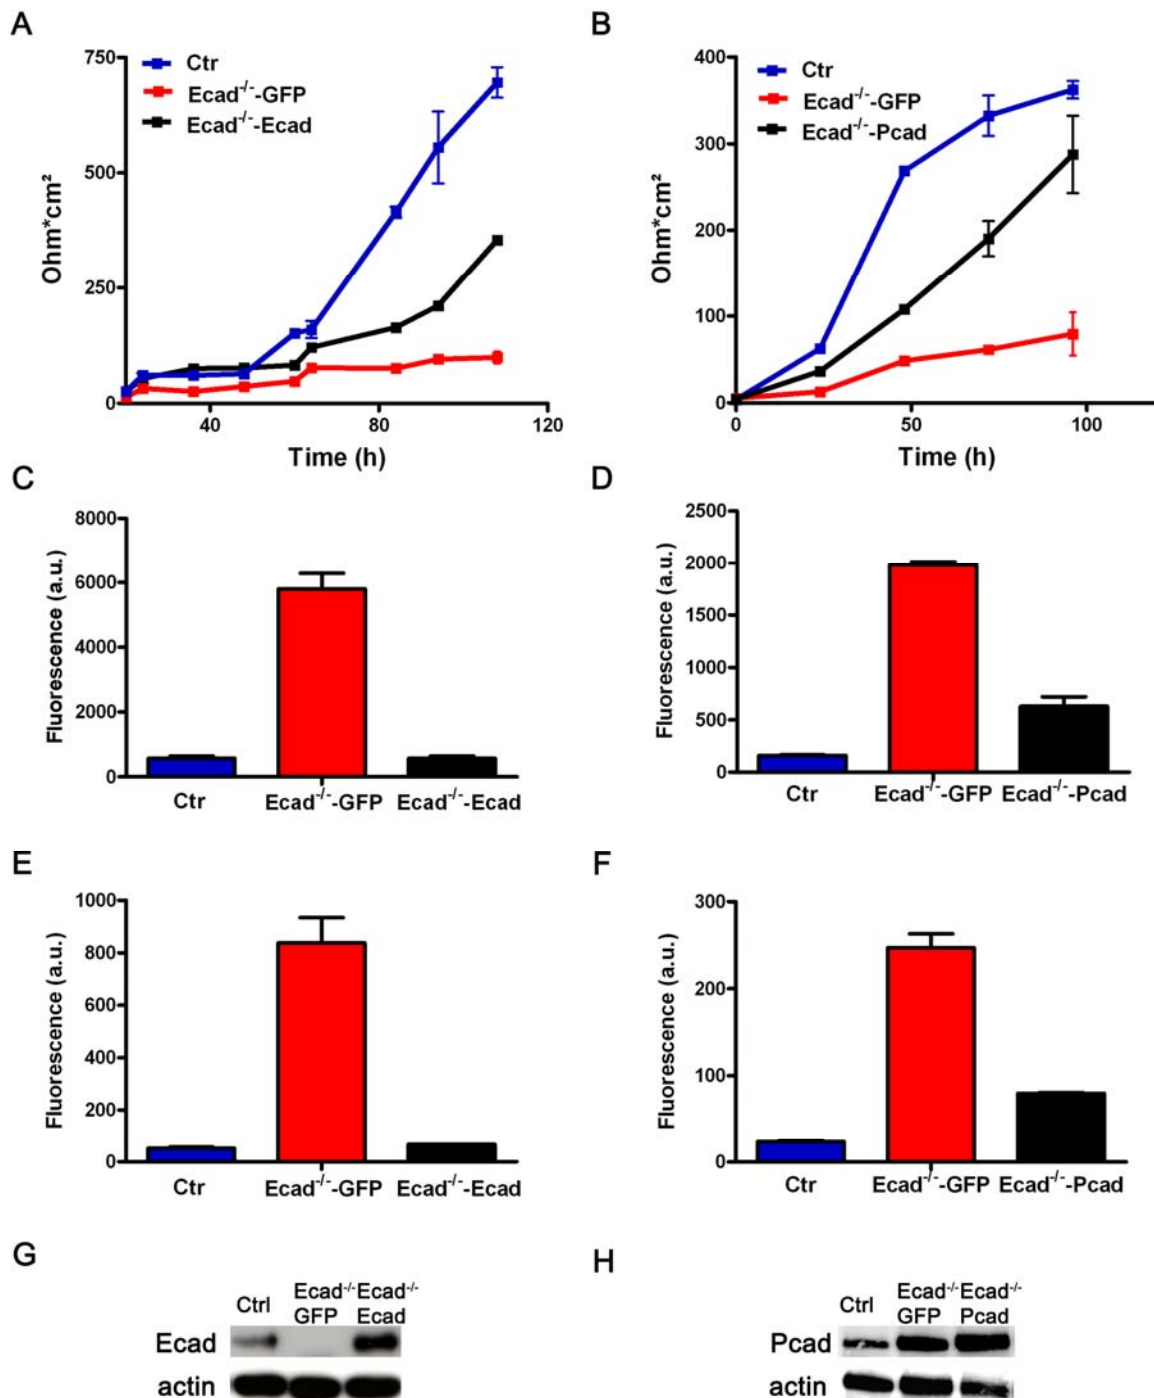 A
750
500
250
0
Ohm*cm²
Ctr
Ecad-/--GFP
Ecad-/--Ecad
40
80
120
Time (h)
B
400
300
200
100
0
Ohm*cm²
Ctr
Ecad-/--GFP
Ecad-/--Pcad
0
50
100
Time (h)
C
8000
6000
4000
2000
0
Fluorescence (a.u.)
Ctr
Ecad-/--GFP
Ecad-/--Ecad
D
2500
2000
1500
1000
500
0
Fluorescence (a.u.)
Ctr
Ecad-/--GFP
Ecad-/--Pcad
E
1000
800
600
400
200
0
Fluorescence (a.u.)
Ctr
Ecad-/--GFP
Ecad-/--Ecad
F
300
200
100
0
Fluorescence (a.u.)
Ctr
Ecad-/--GFP
Ecad-/--Pcad
G
Ctrl
Ecad-/-
GFP
Ecad-/-
Ecad
Ecad
actin
H
Ctrl
Ecad-/-
GFP
Ecad-/-
Pcad
Pcad
actin